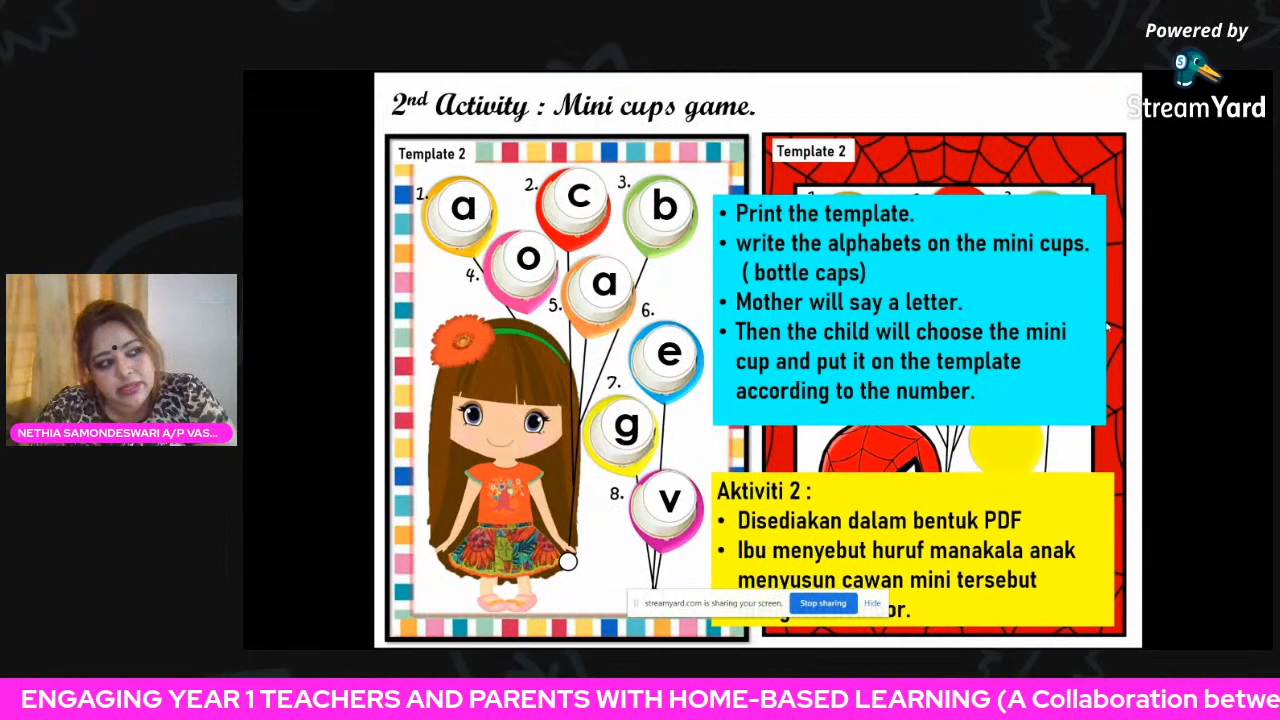 Powered by
StreamYard
2nd Activity : Mini cups game.
Template 2
1.
a
2.
c
3.
b
4.
o
5.
a
6.
e
7.
g
8.
v
Template 2
• Print the template.
• write the alphabets on the mini cups.
( bottle caps)
• Mother will say a letter.
• Then the child will choose the mini
cup and put it on the template
according to the number.
Aktiviti 2 :
• Disediakan dalam bentuk PDF
• Ibu menyebut huruf manakala anak
menyusun cawan mini tersebut
streamyard.com is sharing your screen.
Stop sharing
Hide
NETHIA SAMONDESWARI A/P VAS...
ENGAGING YEAR 1 TEACHERS AND PARENTS WITH HOME-BASED LEARNING (A Collaboration betwe